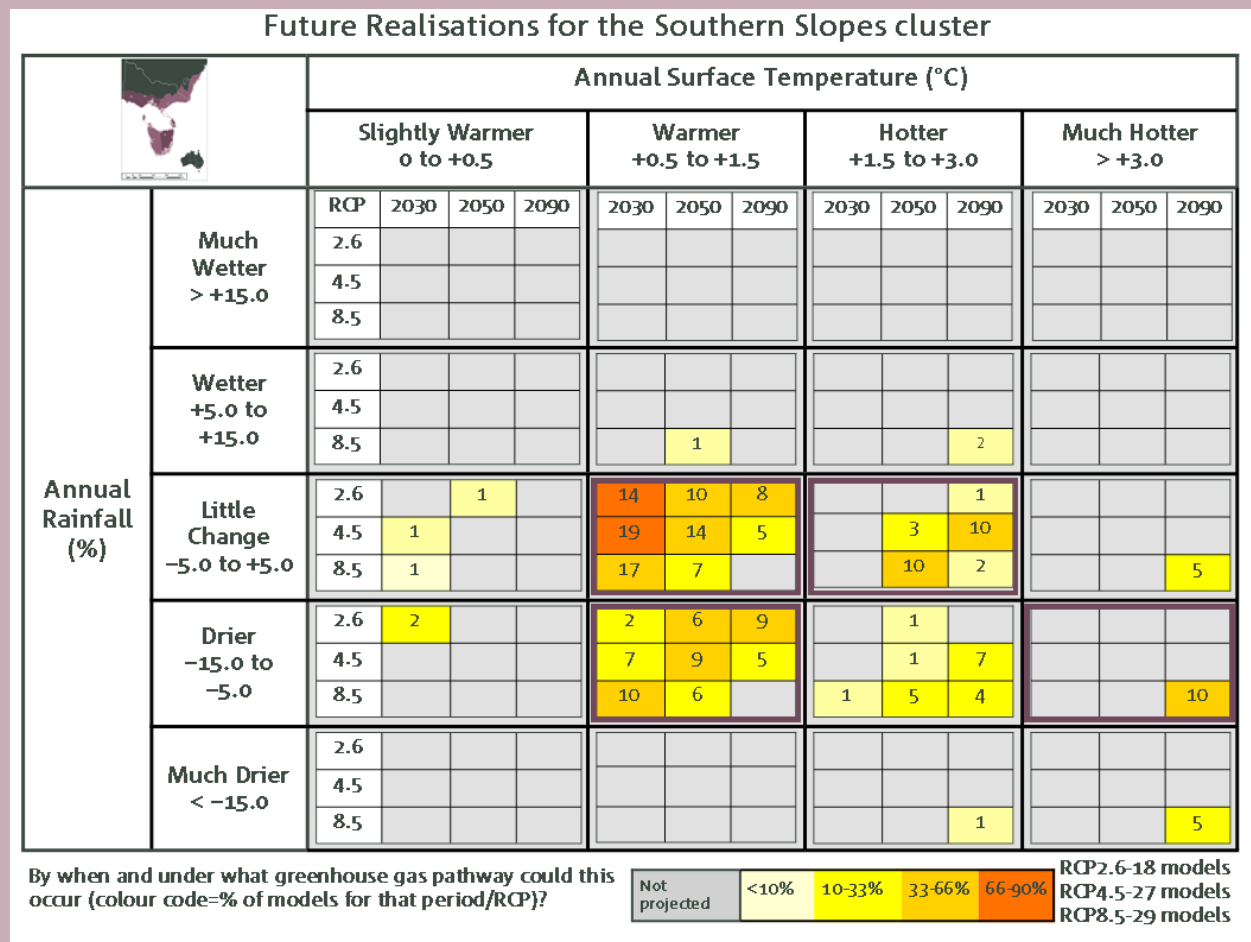 Future Realisations for the Southern Slopes cluster
Annual Surface Temperature (°C)
Slightly Warmer
0 to +0.5
Warmer
+0.5 to +1.5
Hotter
+1.5 to +3.0
Much Hotter
> +3.0
Annual
Rainfall
(%)
RCP 2030 2050 2090 2030 2050 2090 2030 2050 2090 2030 2050 2090
Much
Wetter
> +15.0
2.6
4.5
8.5
Wetter
+5.0 to
+15.0
2.6
4.5
8.5 1 2
Little
Change
−5.0 to +5.0
2.6 1 14 10 8 1
4.5 1 19 14 5 3 10
8.5 1 17 7 10 2 5
Drier
−15.0 to
−5.0
2.6 2 2 6 9 1
4.5 7 9 5 1 7
8.5 10 6 1 5 4 10
Much Drier
< −15.0
2.6
4.5
8.5 1 5
By when and under what greenhouse gas pathway could this
occur (colour code=% of models for that period/RCP)?
Not
projected
<10% 10-33% 33-66% 66-90%
RCP2.6-18 models
RCP4.5-27 models
RCP8.5-29 models